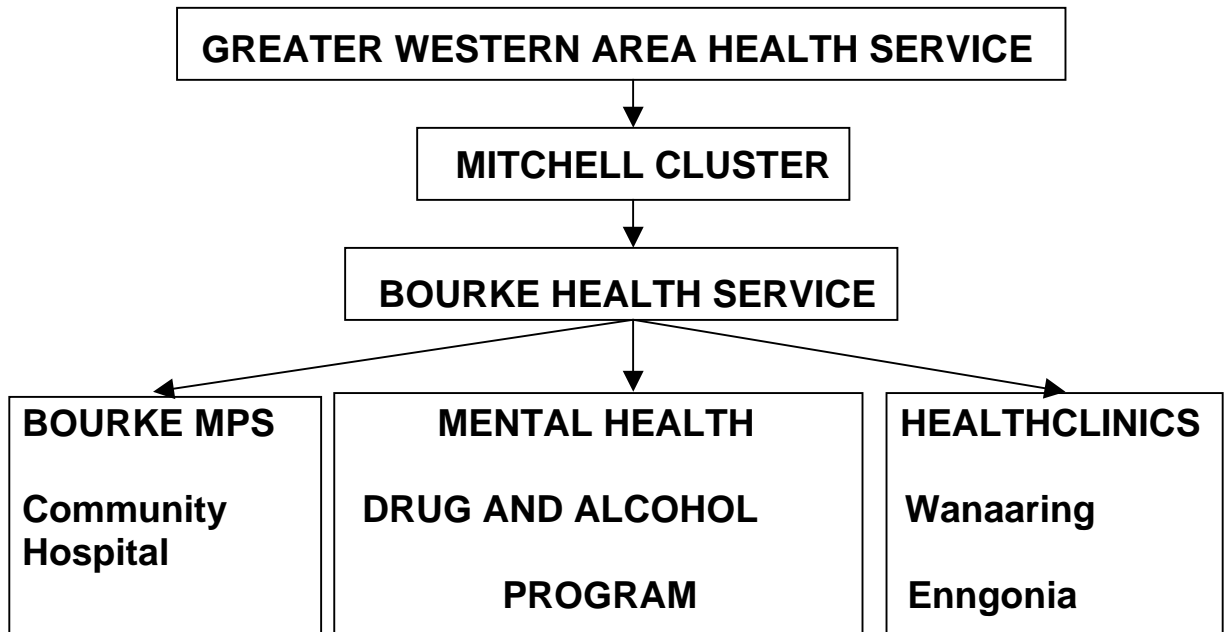 GREATER WESTERN AREA HEALTH SERVICE
MITCHELL CLUSTER
BOURKE HEALTH SERVICE
BOURKE MPS
Community
Hospital
MENTAL HEALTH
DRUG AND ALCOHOL
PROGRAM
HEALTHCLINICS
Wanaaring
Enngonia